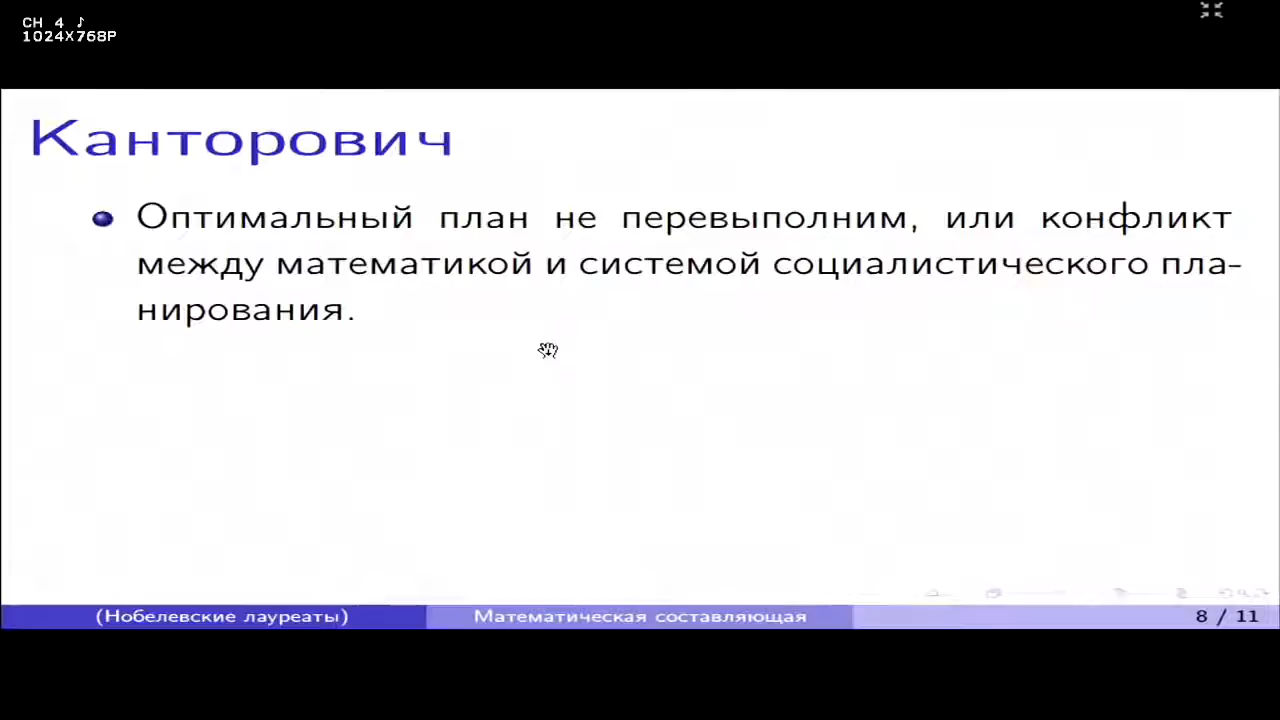 CH 4 ♪
1024X768P
Канторович
Оптимальный план не перевыполним, или конфликт
между математикой и системой социалистического пла-
нирования.
(Нобелевские лауреаты)
Математическая составляющая
8 / 11